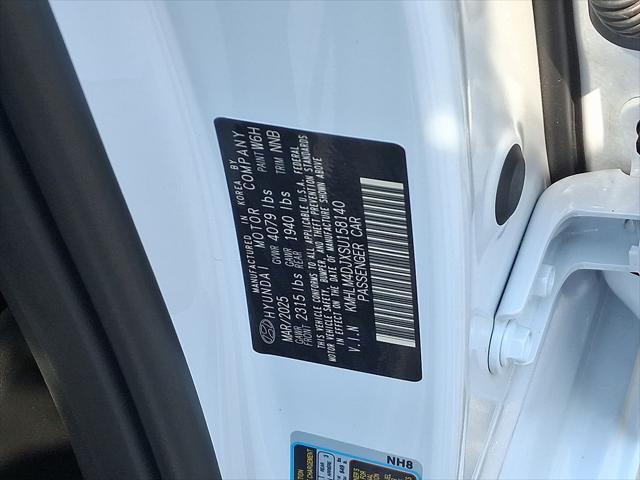 MANUFACTURED IN KOREA BY
HYUNDAI MOTOR COMPANY
MAR/2025 GVWR 4079 lbs PAINT W6H
GAWR FRONT 2315 lbs GAWR REAR 1940 lbs TRIM NNB
THIS VEHICLE CONFORMS TO ALL APPLICABLE U.S.A. FEDERAL
MOTOR VEHICLE SAFETY, BUMPER, AND THEFT PREVENTION STANDARDS
IN EFFECT ON THE DATE OF MANUFACTURE SHOWN ABOVE
V.I.N KMHLM4DJXSU158140
PASSENGER CAR
NH8